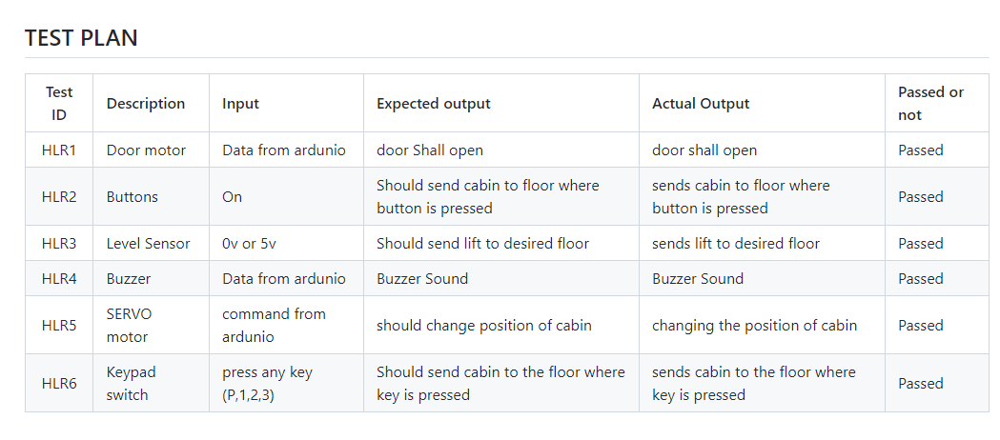 TEST PLAN
Test ID Description Input Expected output Actual Output Passed or not
HLR1 Door motor Data from ardunio door Shall open door shall open Passed
HLR2 Buttons On Should send cabin to floor where button is pressed sends cabin to floor where button is pressed Passed
HLR3 Level Sensor 0v or 5v Should send lift to desired floor sends lift to desired floor Passed
HLR4 Buzzer Data from ardunio Buzzer Sound Buzzer Sound Passed
HLR5 SERVO motor command from ardunio should change position of cabin changing the position of cabin Passed
HLR6 Keypad switch press any key (P,1,2,3) Should send cabin to the floor where key is pressed sends cabin to the floor where key is pressed Passed